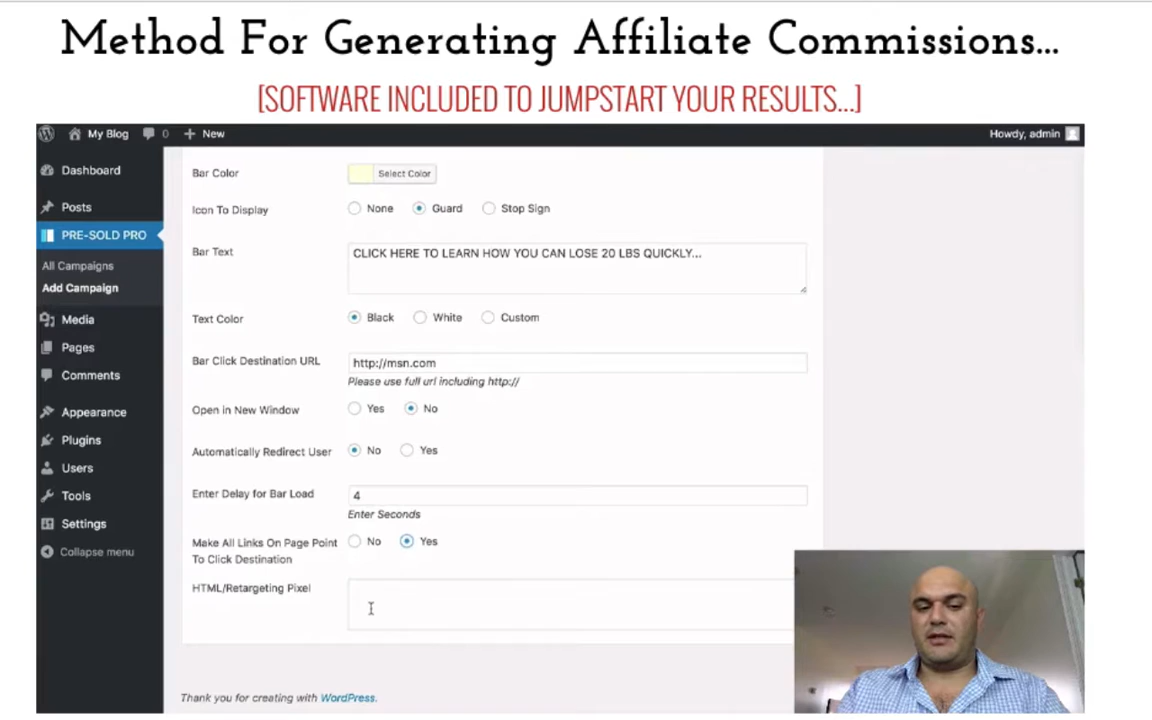 Method For Generating Affiliate Commissions...
[SOFTWARE INCLUDED TO JUMPSTART YOUR RESULTS...]
My Blog 0 + New Howdy, admin
Dashboard
Posts
PRE-SOLD PRO
All Campaigns
Add Campaign
Media
Pages
Comments
Appearance
Plugins
Users
Tools
Settings
Collapse menu
Bar Color Select Color
Icon To Display None Guard Stop Sign
Bar Text CLICK HERE TO LEARN HOW YOU CAN LOSE 20 LBS QUICKLY...
Text Color Black White Custom
Bar Click Destination URL http://msn.com
Please use full url including http://
Open in New Window Yes No
Automatically Redirect User No Yes
Enter Delay for Bar Load 4
Enter Seconds
Make All Links On Page Point No Yes
To Click Destination
HTML/Retargeting Pixel
Thank you for creating with WordPress.